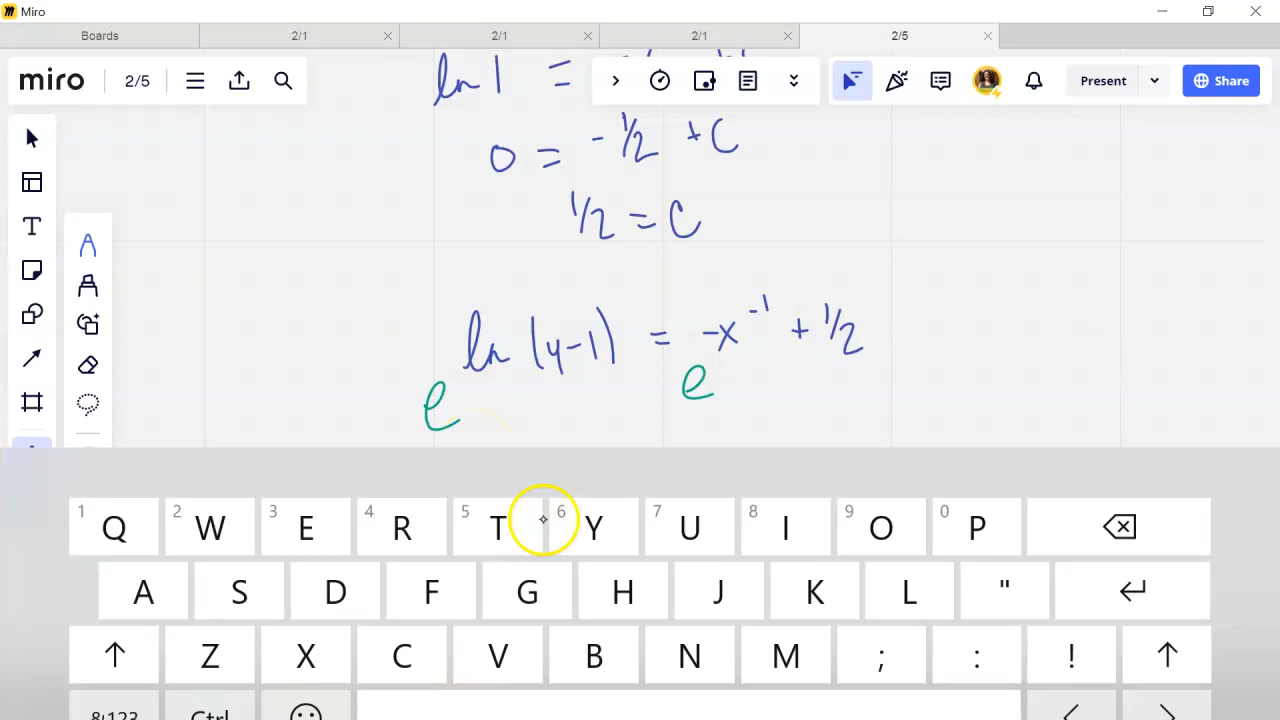 Miro
Boards 2/1 2/1 2/1 2/5
miro 2/5 Present Share
ln 1 =
0 = -1/2 + C
1/2 = C
ln (y-1) = -x^-1 + 1/2
e e
1 Q 2 W 3 E 4 R 5 T 6 Y 7 U 8 I 9 O 0 P
A S D F G H J K L "
Z X C V B N M ; : !
&123 Ctrl